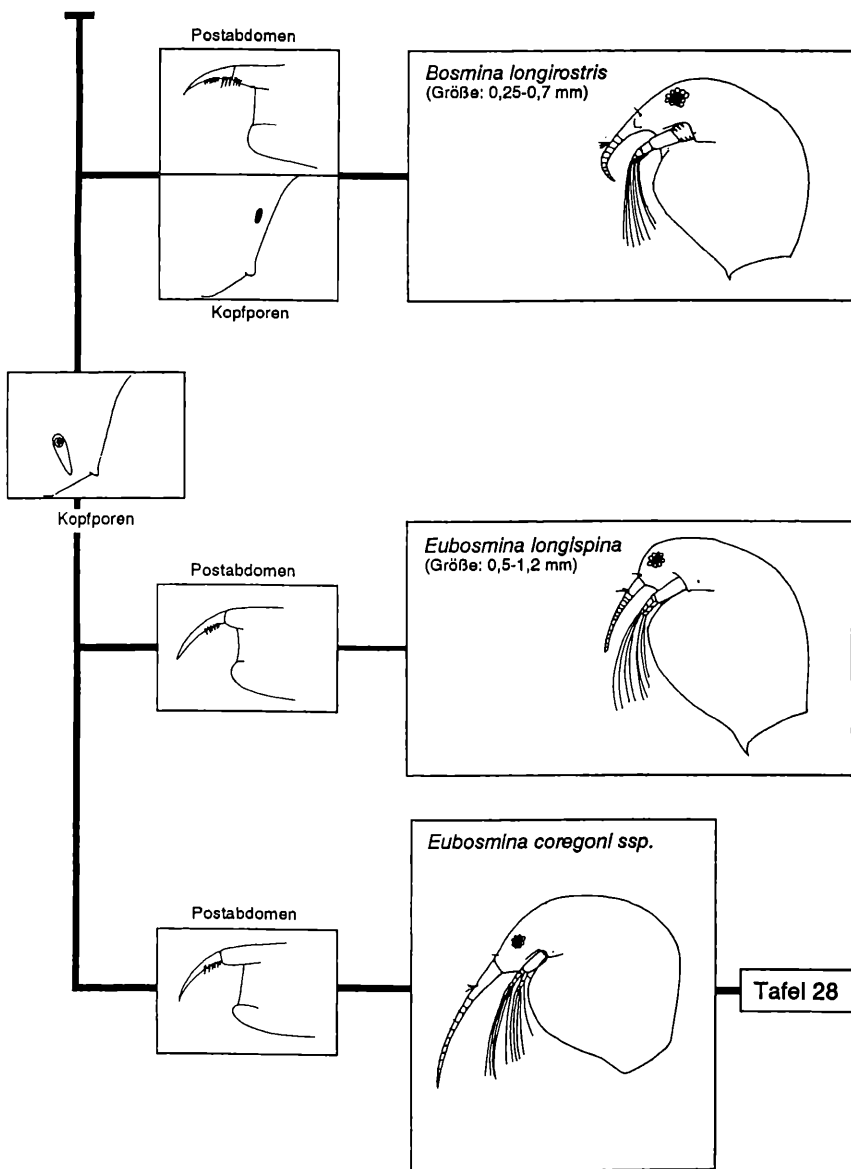 Postabdomen
Bosmina longirostris
(Größe: 0,25-0,7 mm)
Kopfporen
Kopfporen
Postabdomen
Eubosmina longispina
(Größe: 0,5-1,2 mm)
Postabdomen
Eubosmina coregoni ssp.
Tafel 28